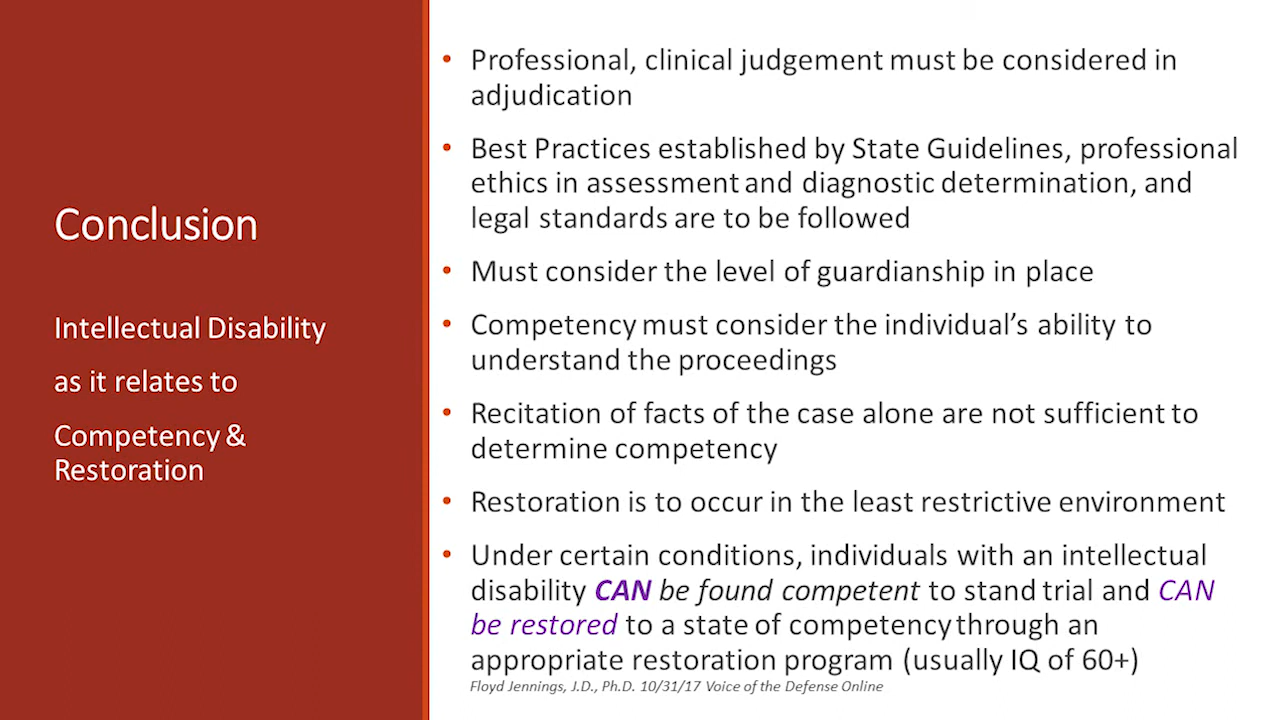 Conclusion
Intellectual Disability
as it relates to
Competency &
Restoration
• Professional, clinical judgement must be considered in
adjudication
• Best Practices established by State Guidelines, professional
ethics in assessment and diagnostic determination, and
legal standards are to be followed
• Must consider the level of guardianship in place
• Competency must consider the individual’s ability to
understand the proceedings
• Recitation of facts of the case alone are not sufficient to
determine competency
• Restoration is to occur in the least restrictive environment
• Under certain conditions, individuals with an intellectual
disability CAN be found competent to stand trial and CAN
be restored to a state of competency through an
appropriate restoration program (usually IQ of 60+)
Floyd Jennings, J.D., Ph.D. 10/31/17 Voice of the Defense Online